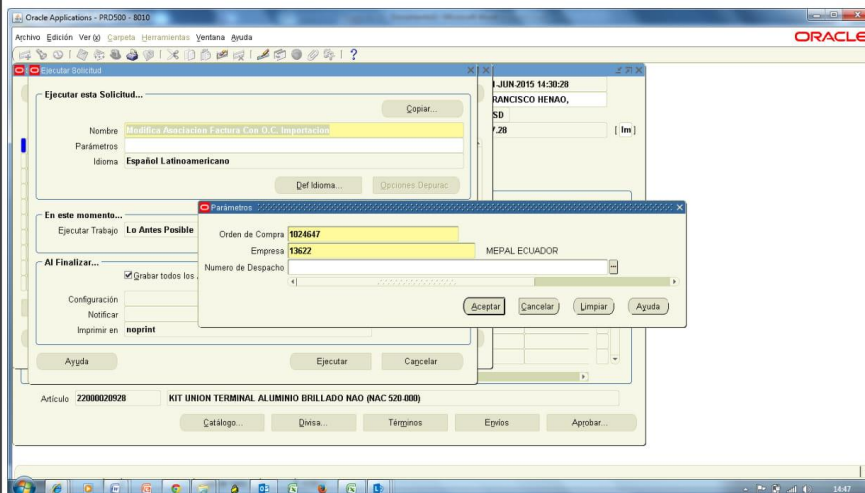 Oracle Applications - PRD500 - 8010
Archivo Edición Ver(y) Carpeta Herramientas Ventana Ayuda
ORACLE
Ejecutar Solicitud
1-JUN-2015 14:30:28
Ejecutar esta Solicitud...
RANCISCO HENAO,
Copiar...
SD
Nombre Modifica Asociacion Factura Con O.C. Importacion
7.28 [ Im ]
Parámetros
Idioma Español Latinoamericano
Def Idioma... Opciones Depurac
En este momento...
Ejecutar Trabajo Lo Antes Posible
Parámetros
Orden de Compra 1024647
Empresa 13622 MEPAL ECUADOR
Numero de Despacho
Aceptar Cancelar Limpiar Ayuda
Al Finalizar...
Grabar todos los
Configuración
Notificar
Imprimir en noprint
Ayuda Ejecutar Cancelar
Artículo 22000020928 KIT UNION TERMINAL ALUMINIO BRILLADO NAO (NAC 520-000)
Catálogo... Divisa... Términos Envíos Aprobar...
14:47